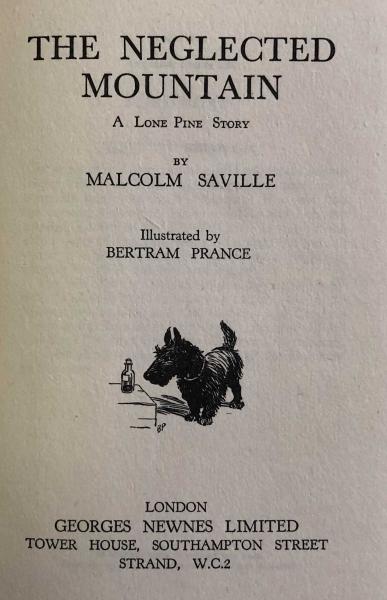 THE NEGLECTED
MOUNTAIN
A LONE PINE STORY
BY
MALCOLM SAVILLE
Illustrated by
BERTRAM PRANCE
BP
LONDON
GEORGES NEWNES LIMITED
TOWER HOUSE, SOUTHAMPTON STREET
STRAND, W.C.2